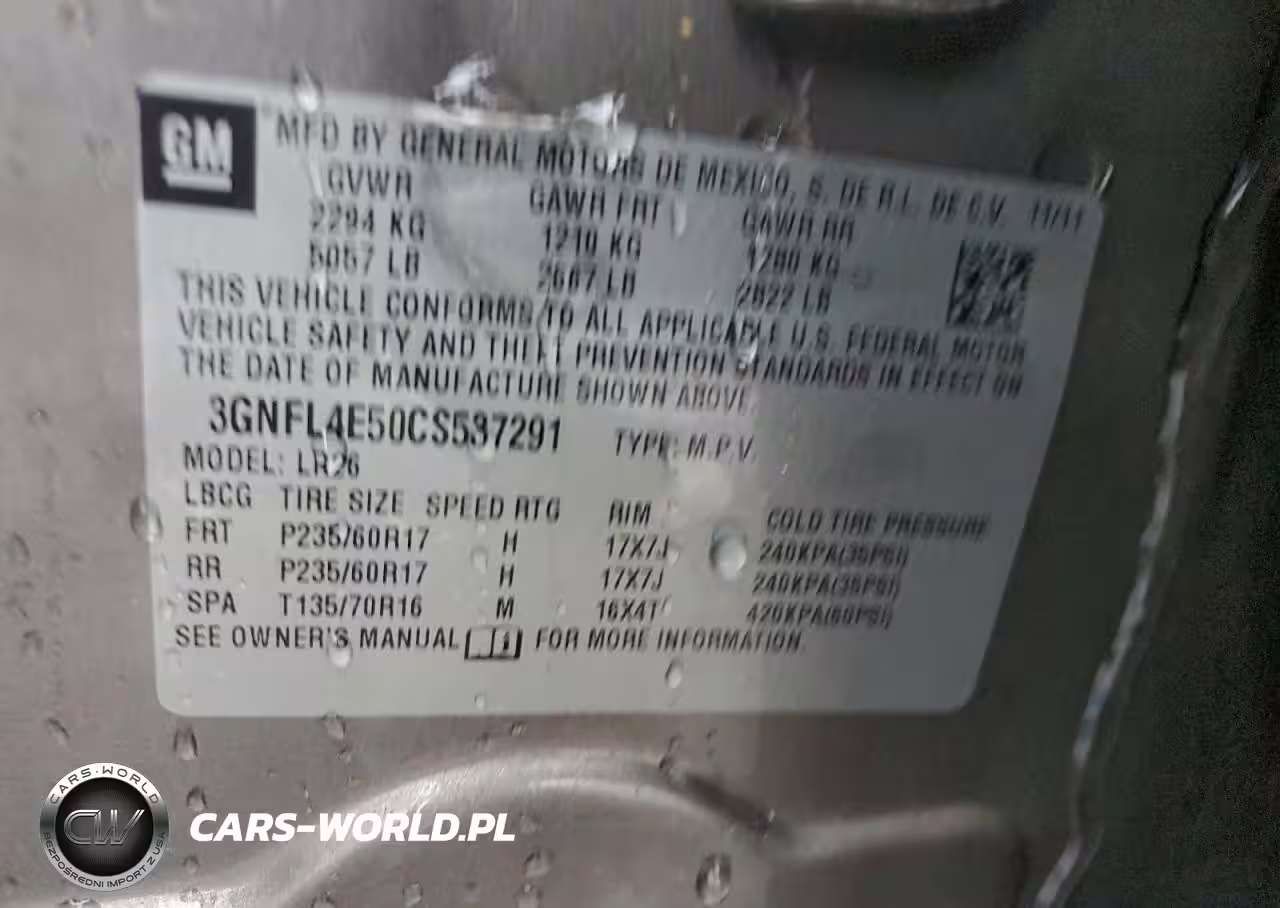 GM
MFD BY GENERAL MOTORS DE MEXICO, S. DE R.L. DE C.V. 11/11
GVWR GAWR FRT GAWR RR
2294 KG 1210 KG 1280 KG
5057 LB 2667 LB 2822 LB
THIS VEHICLE CONFORMS TO ALL APPLICABLE U.S. FEDERAL MOTOR
VEHICLE SAFETY AND THEFT PREVENTION STANDARDS IN EFFECT ON
THE DATE OF MANUFACTURE SHOWN ABOVE.
3GNFL4E50CS537291 TYPE: M.P.V.
MODEL: LR26
LBCG TIRE SIZE SPEED RTG RIM COLD TIRE PRESSURE
FRT P235/60R17 H 17X7J 240KPA(35PSI)
RR P235/60R17 H 17X7J 240KPA(35PSI)
SPA T135/70R16 M 16X4T 420KPA(60PSI)
SEE OWNER'S MANUAL FOR MORE INFORMATION.
CARS-WORLD
CW
BEZPOŚREDNI IMPORT Z USA
CARS-WORLD.PL